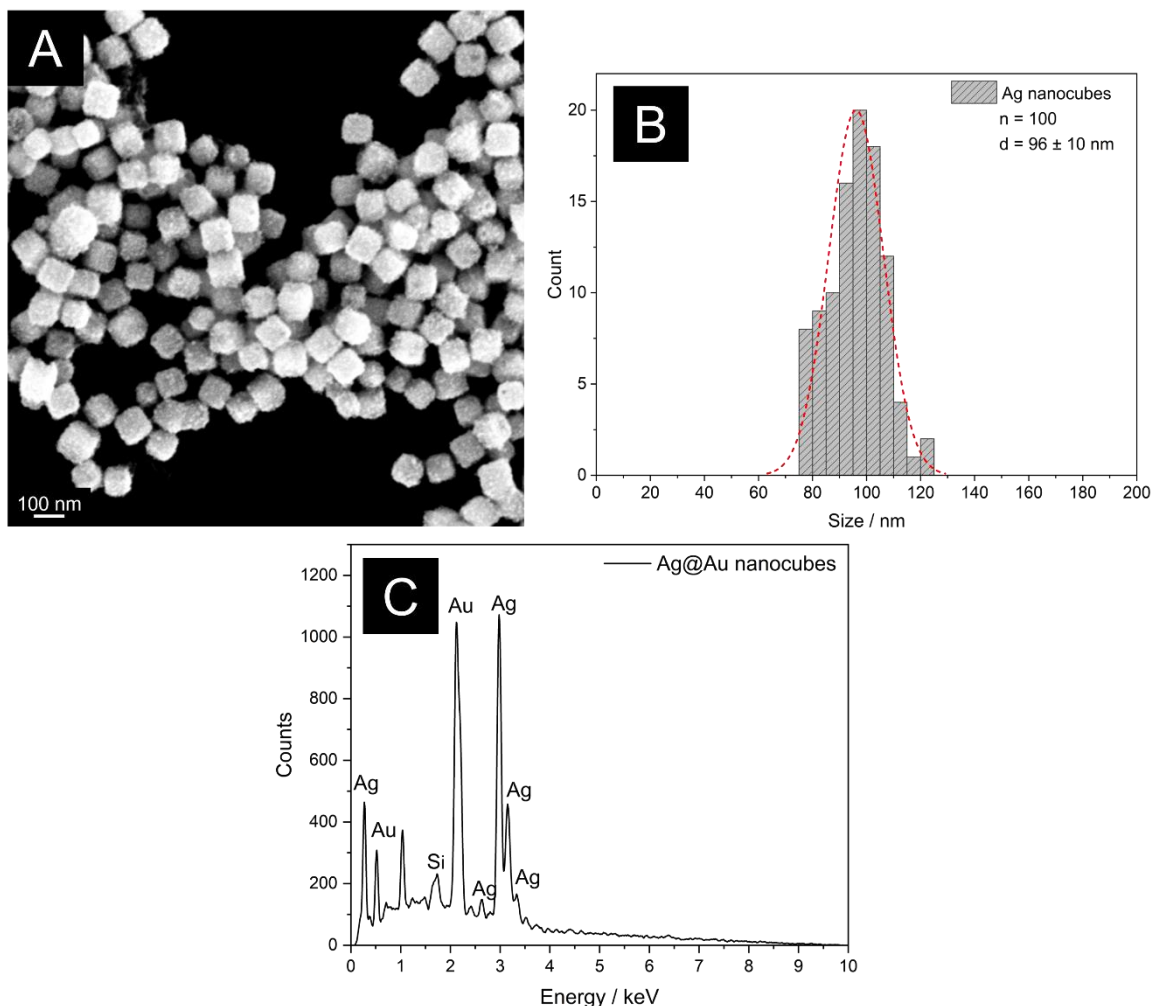 A
100 nm
B
Ag nanocubes
n = 100
d = 96 ± 10 nm
20
15
10
5
0
Count
0 20 40 60 80 100 120 140 160 180 200
Size / nm
C
Ag@Au nanocubes
1200
1000
800
600
400
200
0
Counts
Ag
Au
Si
Au
Ag
Ag
Ag
Ag
0 1 2 3 4 5 6 7 8 9 10
Energy / keV